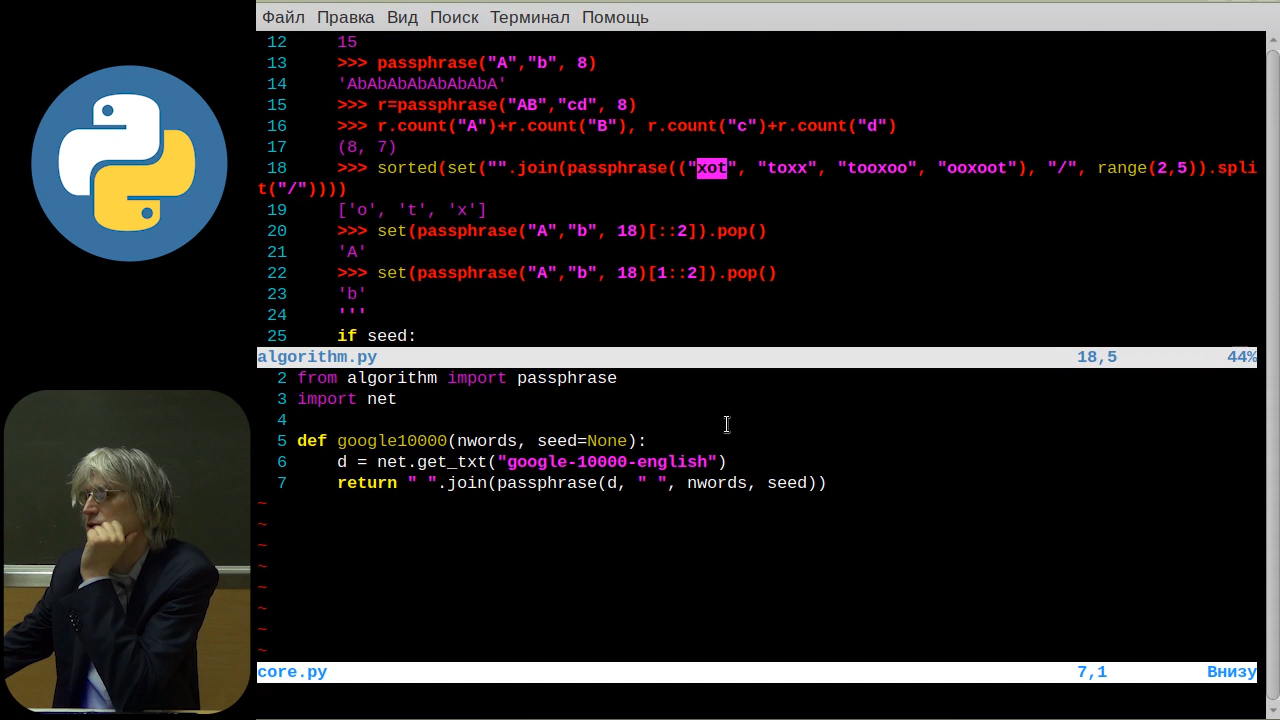 Файл Правка Вид Поиск Терминал Помощь
12     15
13     >>> passphrase("A","b", 8)
14     'AbAbAbAbAbAbAbA'
15     >>> r=passphrase("AB","cd", 8)
16     >>> r.count("A")+r.count("B"), r.count("c")+r.count("d")
17     (8, 7)
18     >>> sorted(set("".join(passphrase(("xot", "toxx", "tooxoo", "ooxoot"), "/", range(2,5)).spli
t("/"))))
19     ['o', 't', 'x']
20     >>> set(passphrase("A","b", 18)[::2]).pop()
21     'A'
22     >>> set(passphrase("A","b", 18)[1::2]).pop()
23     'b'
24     '''
25     if seed:
algorithm.py 18,5 44%
2 from algorithm import passphrase
3 import net
4
5 def google10000(nwords, seed=None):
6     d = net.get_txt("google-10000-english")
7     return " ".join(passphrase(d, " ", nwords, seed))
~
~
~
~
~
~
~
~
core.py 7,1 Внизу